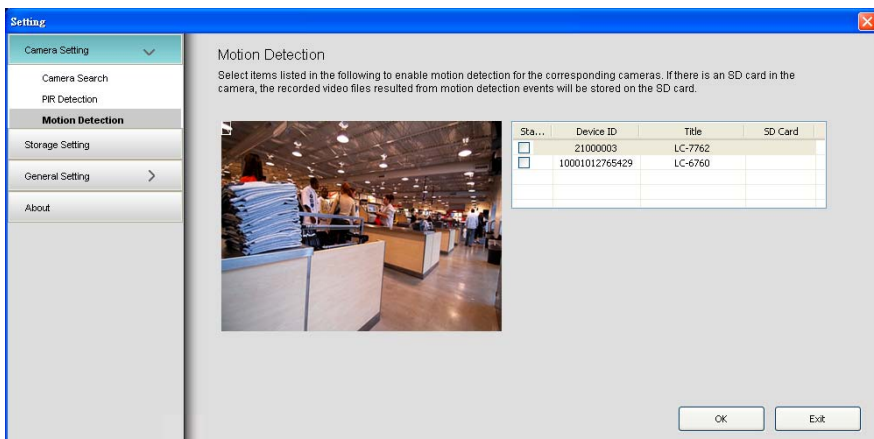 Setting
Camera Setting
Camera Search
PIR Detection
Motion Detection
Storage Setting
General Setting
About
Motion Detection
Select items listed in the following to enable motion detection for the corresponding cameras. If there is an SD card in the
camera, the recorded video files resulted from motion detection events will be stored on the SD card.
Sta... Device ID Title SD Card
21000003 LC-7762
10001012765429 LC-6760
OK Exit